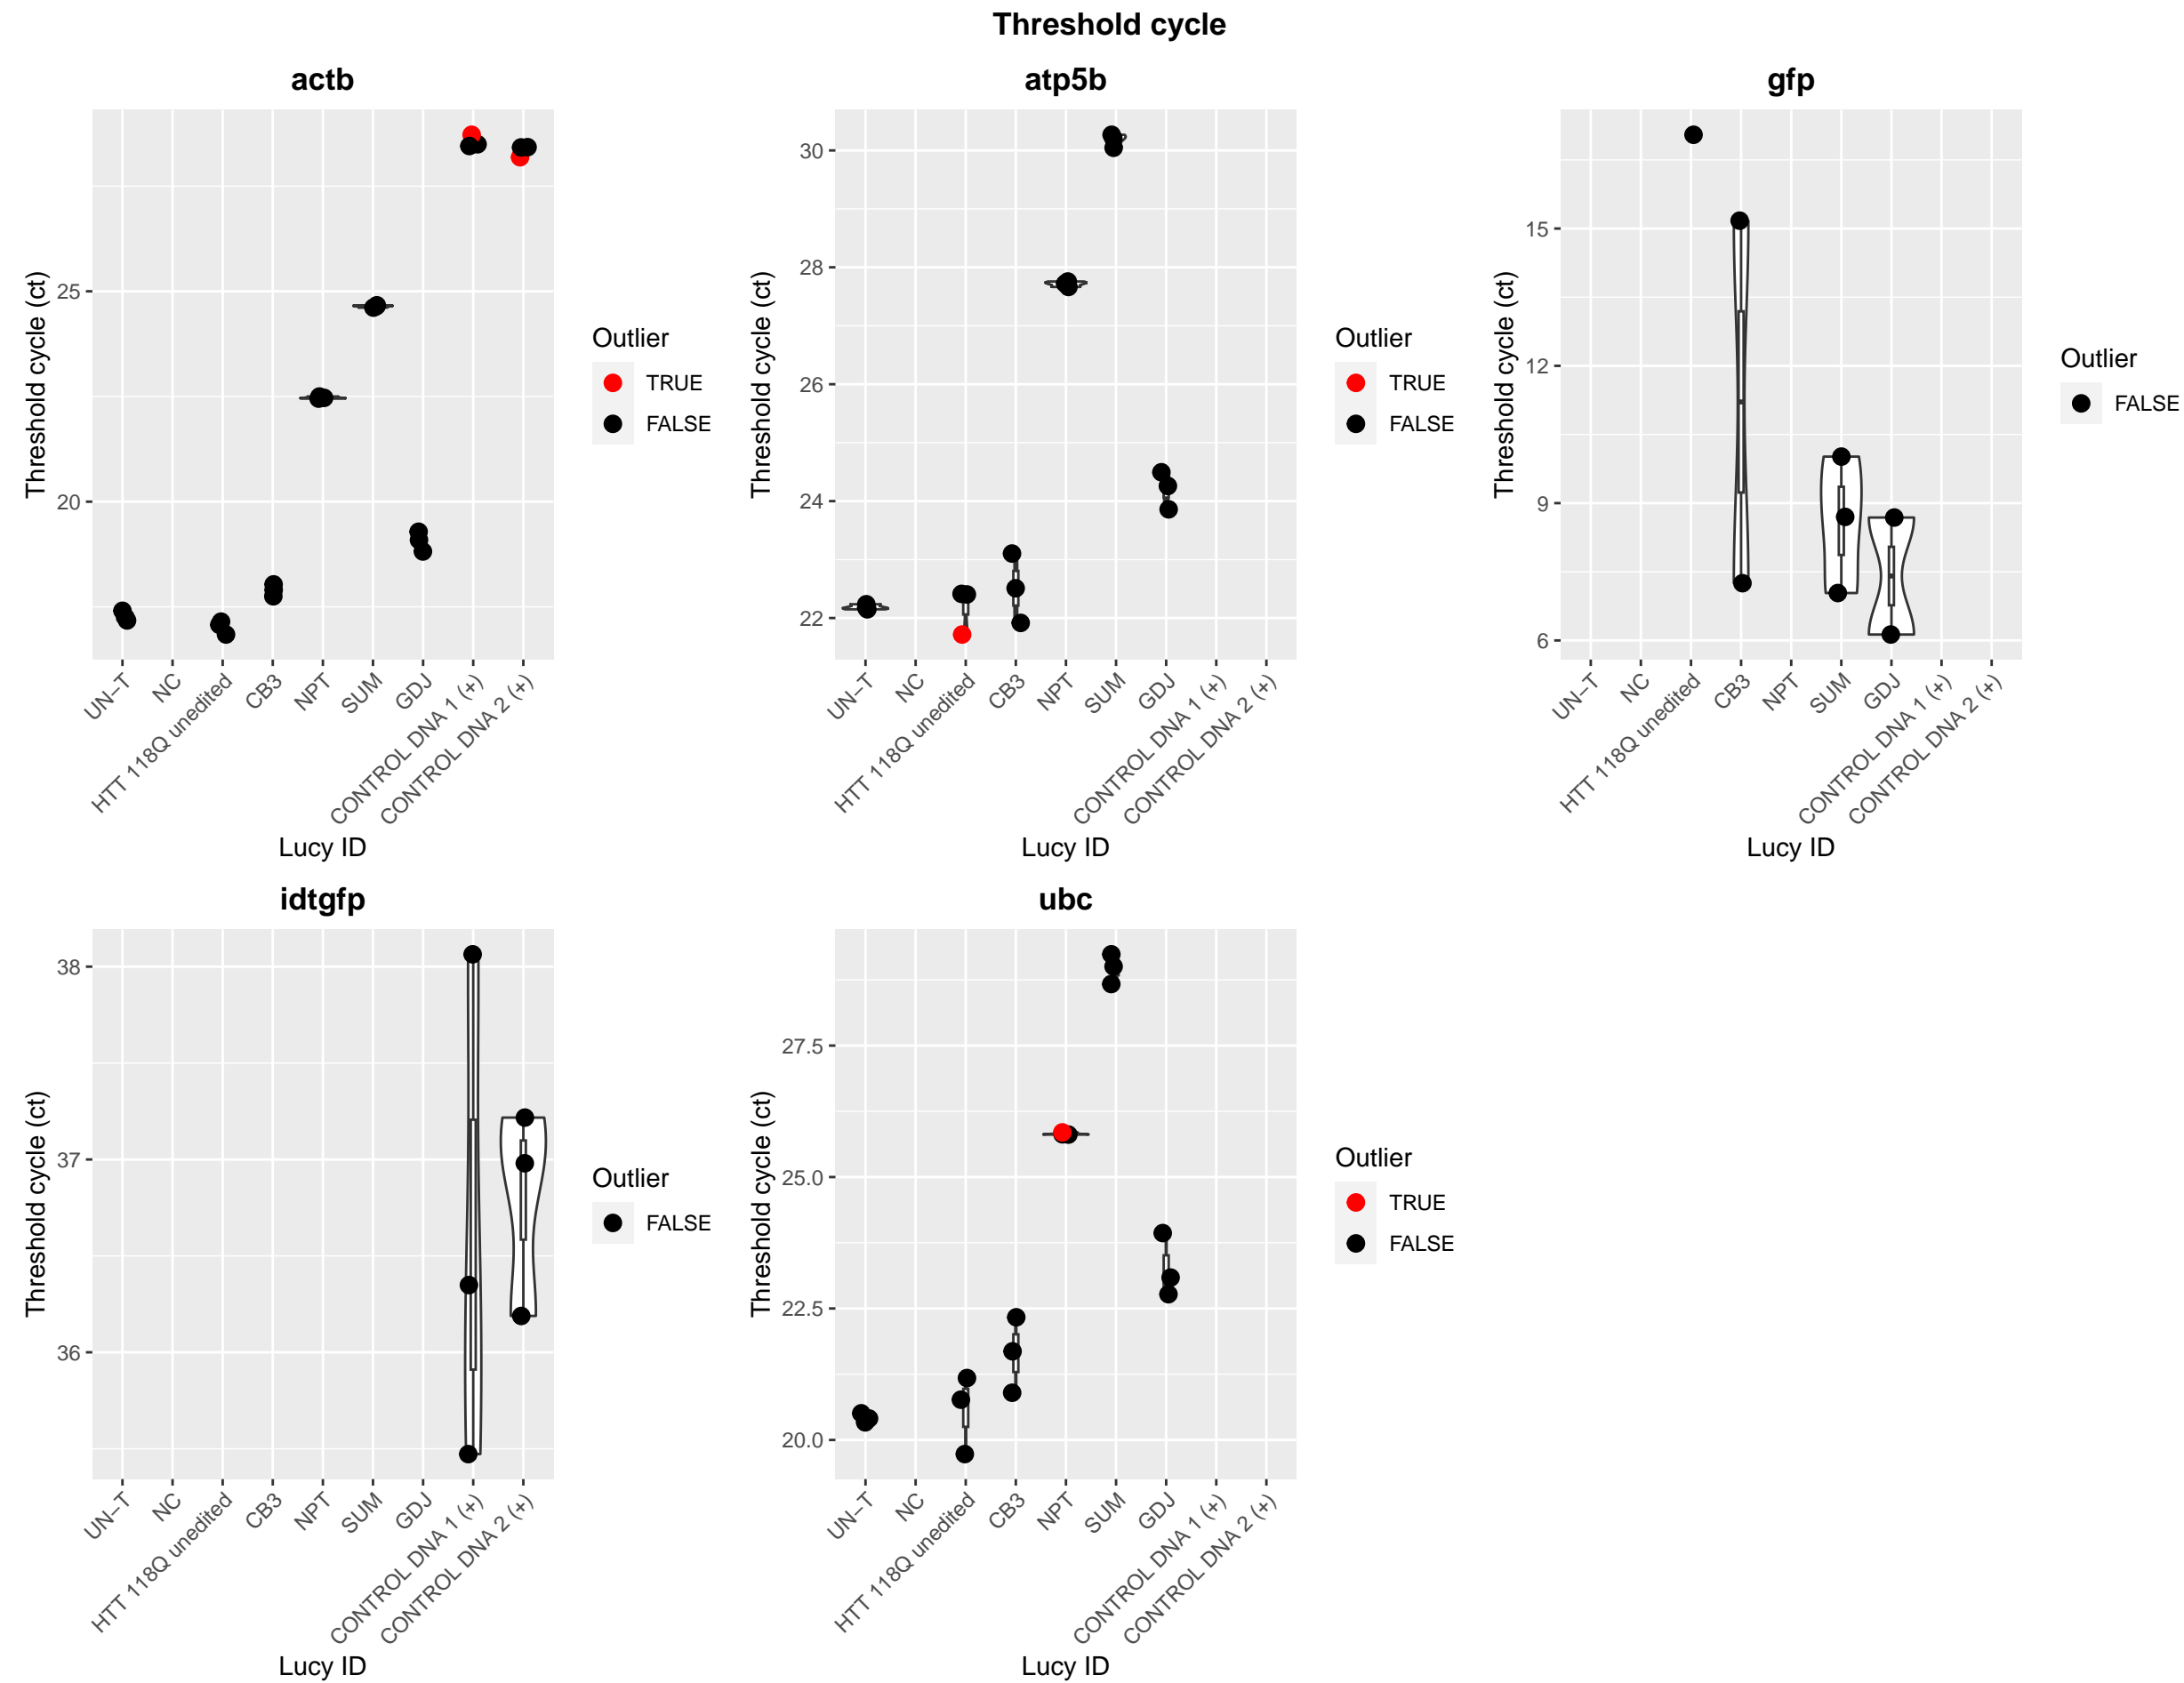 Threshold cycle
actb
Threshold cycle (ct)
25
20
UN−T
NC
HTT 118Q unedited
CB3
NPT
SUM
GDJ
CONTROL DNA 1 (+)
CONTROL DNA 2 (+)
Lucy ID
Outlier
TRUE
FALSE
atp5b
Threshold cycle (ct)
30
28
26
24
22
UN−T
NC
HTT 118Q unedited
CB3
NPT
SUM
GDJ
CONTROL DNA 1 (+)
CONTROL DNA 2 (+)
Lucy ID
Outlier
TRUE
FALSE
gfp
Threshold cycle (ct)
15
12
9
6
UN−T
NC
HTT 118Q unedited
CB3
NPT
SUM
GDJ
CONTROL DNA 1 (+)
CONTROL DNA 2 (+)
Lucy ID
Outlier
FALSE
idtgfp
Threshold cycle (ct)
38
37
36
UN−T
NC
HTT 118Q unedited
CB3
NPT
SUM
GDJ
CONTROL DNA 1 (+)
CONTROL DNA 2 (+)
Lucy ID
Outlier
FALSE
ubc
Threshold cycle (ct)
27.5
25.0
22.5
20.0
UN−T
NC
HTT 118Q unedited
CB3
NPT
SUM
GDJ
CONTROL DNA 1 (+)
CONTROL DNA 2 (+)
Lucy ID
Outlier
TRUE
FALSE